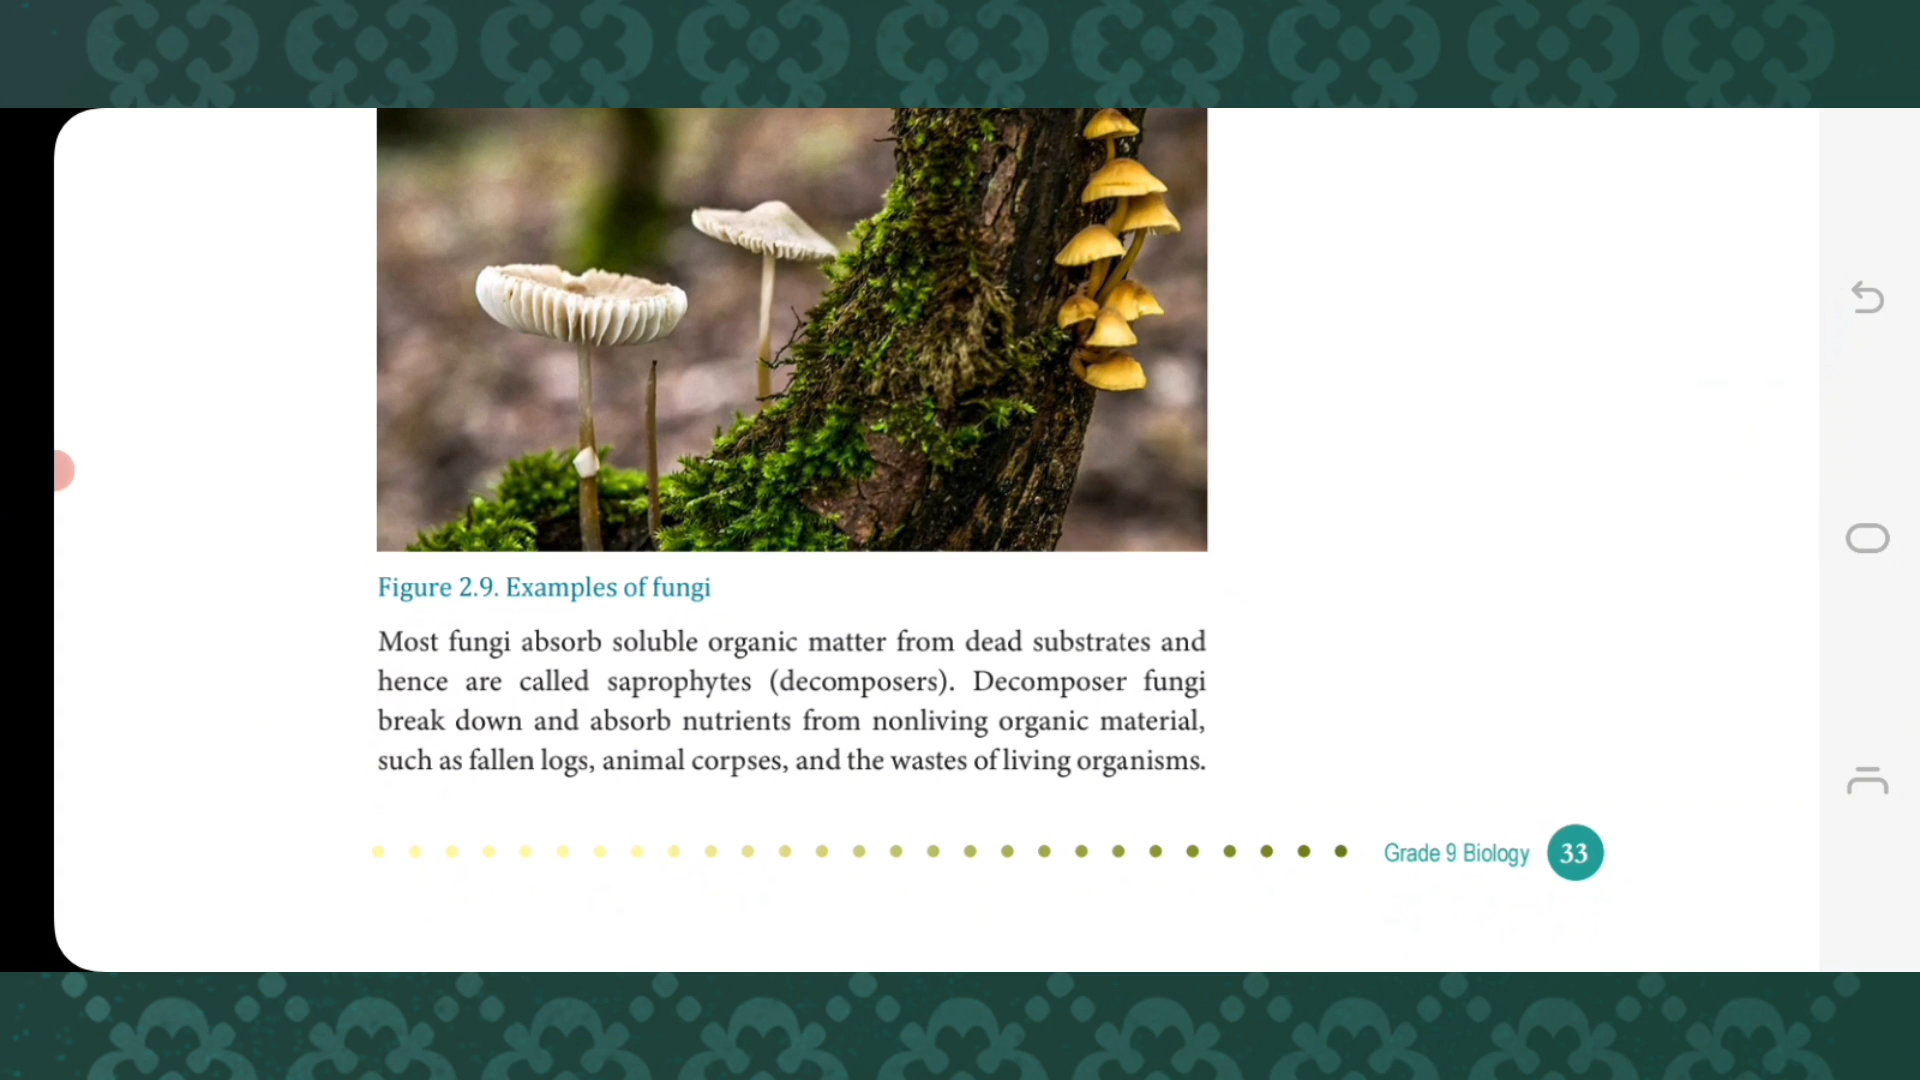 Figure 2.9. Examples of fungi
Most fungi absorb soluble organic matter from dead substrates and
hence are called saprophytes (decomposers). Decomposer fungi
break down and absorb nutrients from nonliving organic material,
such as fallen logs, animal corpses, and the wastes of living organisms.
Grade 9 Biology 33